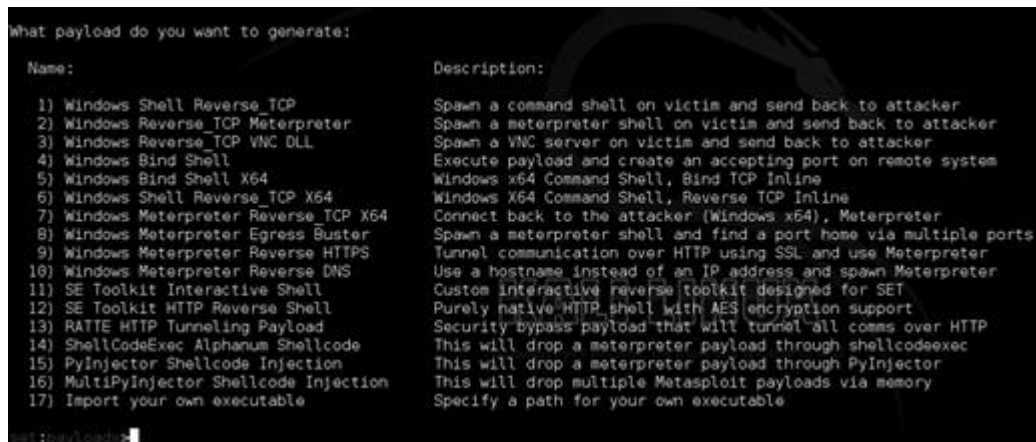 What payload do you want to generate:
Name: Description:
1) Windows Shell Reverse_TCP Spawn a command shell on victim and send back to attacker
2) Windows Reverse_TCP Meterpreter Spawn a meterpreter shell on victim and send back to attacker
3) Windows Reverse_TCP VNC DLL Spawn a VNC server on victim and send back to attacker
4) Windows Bind Shell Execute payload and create an accepting port on remote system
5) Windows Bind Shell X64 Windows x64 Command Shell, Bind TCP Inline
6) Windows Shell Reverse_TCP X64 Windows X64 Command Shell, Reverse TCP Inline
7) Windows Meterpreter Reverse_TCP X64 Connect back to the attacker (Windows x64), Meterpreter
8) Windows Meterpreter Egress Buster Spawn a meterpreter shell and find a port home via multiple ports
9) Windows Meterpreter Reverse HTTPS Tunnel communication over HTTP using SSL and use Meterpreter
10) Windows Meterpreter Reverse DNS Use a hostname instead of an IP address and spawn Meterpreter
11) SE Toolkit Interactive Shell Custom interactive reverse toolkit designed for SET
12) SE Toolkit HTTP Reverse Shell Purely native HTTP shell with AES encryption support
13) RATTE HTTP Tunneling Payload Security bypass payload that will tunnel all comms over HTTP
14) ShellCodeExec Alphanum Shellcode This will drop a meterpreter payload through shellcodeexec
15) PyInjector Shellcode Injection This will drop a meterpreter payload through PyInjector
16) MultiPyInjector Shellcode Injection This will drop multiple Metasploit payloads via memory
17) Import your own executable Specify a path for your own executable
set:payloads>